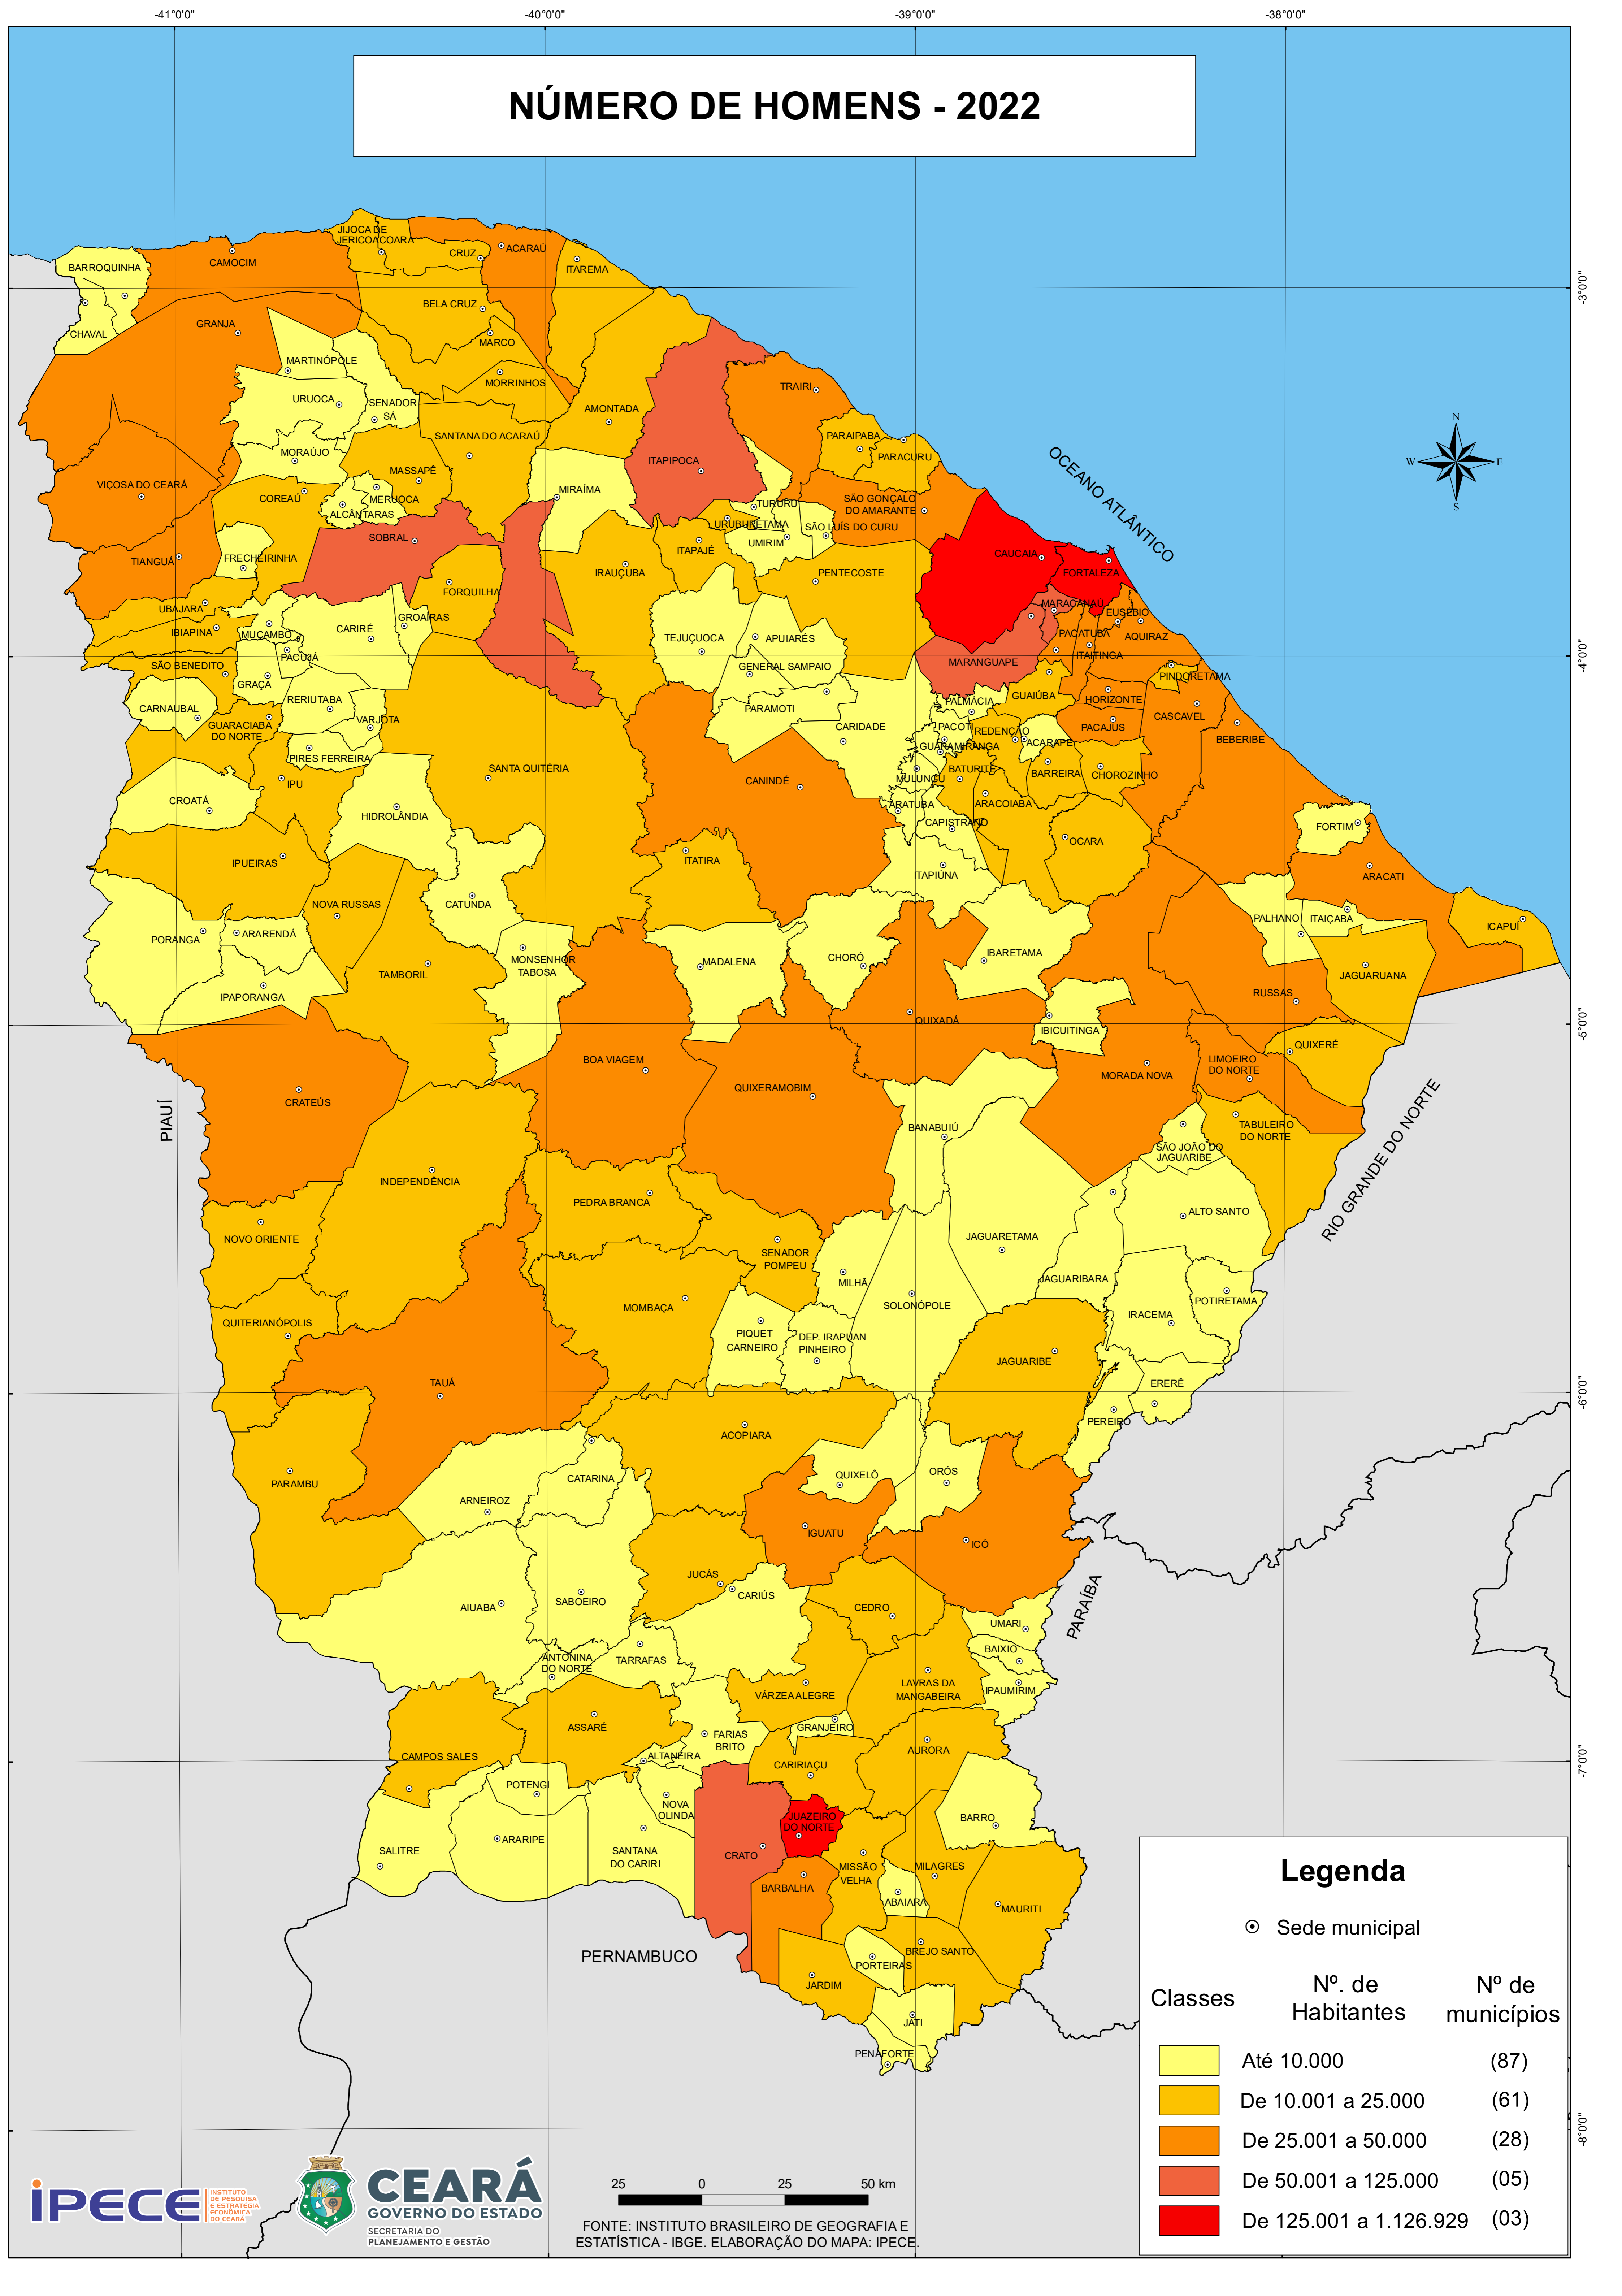 -41°0'0"
-40°0'0"
-39°0'0"
-38°0'0"
NÚMERO DE HOMENS - 2022
JIJOCA DE
JERICOACOARA
CRUZ
ACARAÚ
BARROQUINHA
CAMOCIM
ITAREMA
-3°0'0"
CHAVAL
GRANJA
BELA CRUZ
MARCO
MARTINÓPOLE
MORRINHOS
TRAIRI
URUOCA
SENADOR
SÁ
AMONTADA
SANTANA DO ACARAÚ
PARAIPABA
PARACURU
MORAÚJO
MASSAPÊ
ITAPIPOCA
OCEANO ATLÂNTICO
N
W
E
S
VIÇOSA DO CEARÁ
COREAÚ
MERUOCA
ALCÂNTARAS
MIRAÍMA
TURURU
SÃO GONÇALO
DO AMARANTE
URUBURETAMA
SÃO LUÍS DO CURU
SOBRAL
UMIRIM
ITAPAJÉ
TIANGUÁ
FRECHEIRINHA
IRAUÇUBA
PENTECOSTE
CAUCAIA
FORTALEZA
FORQUILHA
UBAJARA
IBIAPINA
MUCAMBO
CARIRÉ
GROAÍRAS
MARACANAÚ
EUSÉBIO
PACATUBA
AQUIRAZ
TEJUÇUOCA
APUIARÉS
ITAITINGA
PACUJÁ
SÃO BENEDITO
MARANGUAPE
-4°0'0"
GENERAL SAMPAIO
PINDORETAMA
GRAÇA
RERIUTABA
GUAIÚBA
HORIZONTE
CARNAUBAL
PALMÁCIA
PARAMOTI
CASCAVEL
GUARACIABA
DO NORTE
VARJOTA
CARIDADE
PACOTI
REDENÇÃO
PACAJUS
BEBERIBE
GUARAMIRANGA
ACARAPE
PIRES FERREIRA
SANTA QUITÉRIA
CANINDÉ
MULUNGU
BATURITÉ
BARREIRA
CHOROZINHO
IPU
CROATÁ
HIDROLÂNDIA
ARATUBA
ARACOIABA
CAPISTRANO
FORTIM
OCARA
IPUEIRAS
ITATIRA
ITAPIÚNA
ARACATI
NOVA RUSSAS
CATUNDA
PALHANO
ITAIÇABA
ICAPUÍ
PORANGA
ARARENDÁ
MONSENHOR
TABOSA
MADALENA
CHORÓ
IBARETAMA
TAMBORIL
JAGUARUANA
IPAPORANGA
RUSSAS
QUIXADÁ
IBICUITINGA
-5°0'0"
QUIXERÉ
BOA VIAGEM
LIMOEIRO
DO NORTE
MORADA NOVA
QUIXERAMOBIM
CRATEÚS
PIAUÍ
BANABUIÚ
TABULEIRO
DO NORTE
SÃO JOÃO DO
JAGUARIBE
RIO GRANDE DO NORTE
INDEPENDÊNCIA
PEDRA BRANCA
ALTO SANTO
NOVO ORIENTE
JAGUARETAMA
SENADOR
POMPEU
MILHÃ
JAGUARIBARA
MOMBAÇA
SOLONÓPOLE
POTIRETAMA
IRACEMA
QUITERIANÓPOLIS
PIQUET
CARNEIRO
DEP. IRAPUAN
PINHEIRO
JAGUARIBE
TAUÁ
ERERÊ
-6°0'0"
PEREIRO
ACOPIARA
PARAMBU
CATARINA
QUIXELÔ
ORÓS
ARNEIROZ
IGUATU
ICÓ
JUCÁS
CARIÚS
AIUABA
SABOEIRO
CEDRO
PARAÍBA
UMARI
BAIXIO
ANTONINA
DO NORTE
TARRAFAS
LAVRAS DA
MANGABEIRA
IPAUMIRIM
VÁRZEA ALEGRE
ASSARÉ
GRANJEIRO
FARIAS
BRITO
CAMPOS SALES
ALTANEIRA
AURORA
CARIRIAÇU
-7°0'0"
POTENGI
NOVA
OLINDA
JUAZEIRO
DO NORTE
BARRO
ARARIPE
SALITRE
SANTANA
DO CARIRI
CRATO
MISSÃO
VELHA
MILAGRES
BARBALHA
ABAIARA
MAURITI
BREJO SANTO
PERNAMBUCO
PORTEIRAS
JARDIM
JATI
PENAFORTE
Legenda
Sede municipal
Classes
Nº. de
Habitantes
Nº de
municípios
Até 10.000
(87)
De 10.001 a 25.000
(61)
De 25.001 a 50.000
(28)
De 50.001 a 125.000
(05)
De 125.001 a 1.126.929
(03)
-8°0'0"
iPECE
INSTITUTO
DE PESQUISA
E ESTRATÉGIA
ECONÔMICA
DO CEARÁ
CEARÁ
GOVERNO DO ESTADO
SECRETARIA DO
PLANEJAMENTO E GESTÃO
25
0
25
50 km
FONTE: INSTITUTO BRASILEIRO DE GEOGRAFIA E
ESTATÍSTICA - IBGE. ELABORAÇÃO DO MAPA: IPECE.